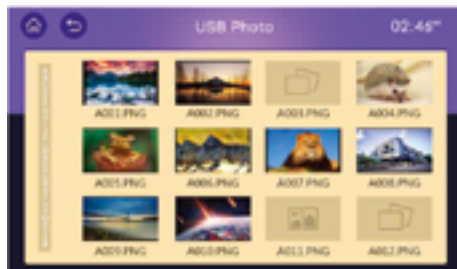 USB Photo 02:46
A001.PNG A002.PNG A003.PNG A004.PNG
A005.PNG A006.PNG A007.PNG A008.PNG
A009.PNG A010.PNG A011.PNG A012.PNG